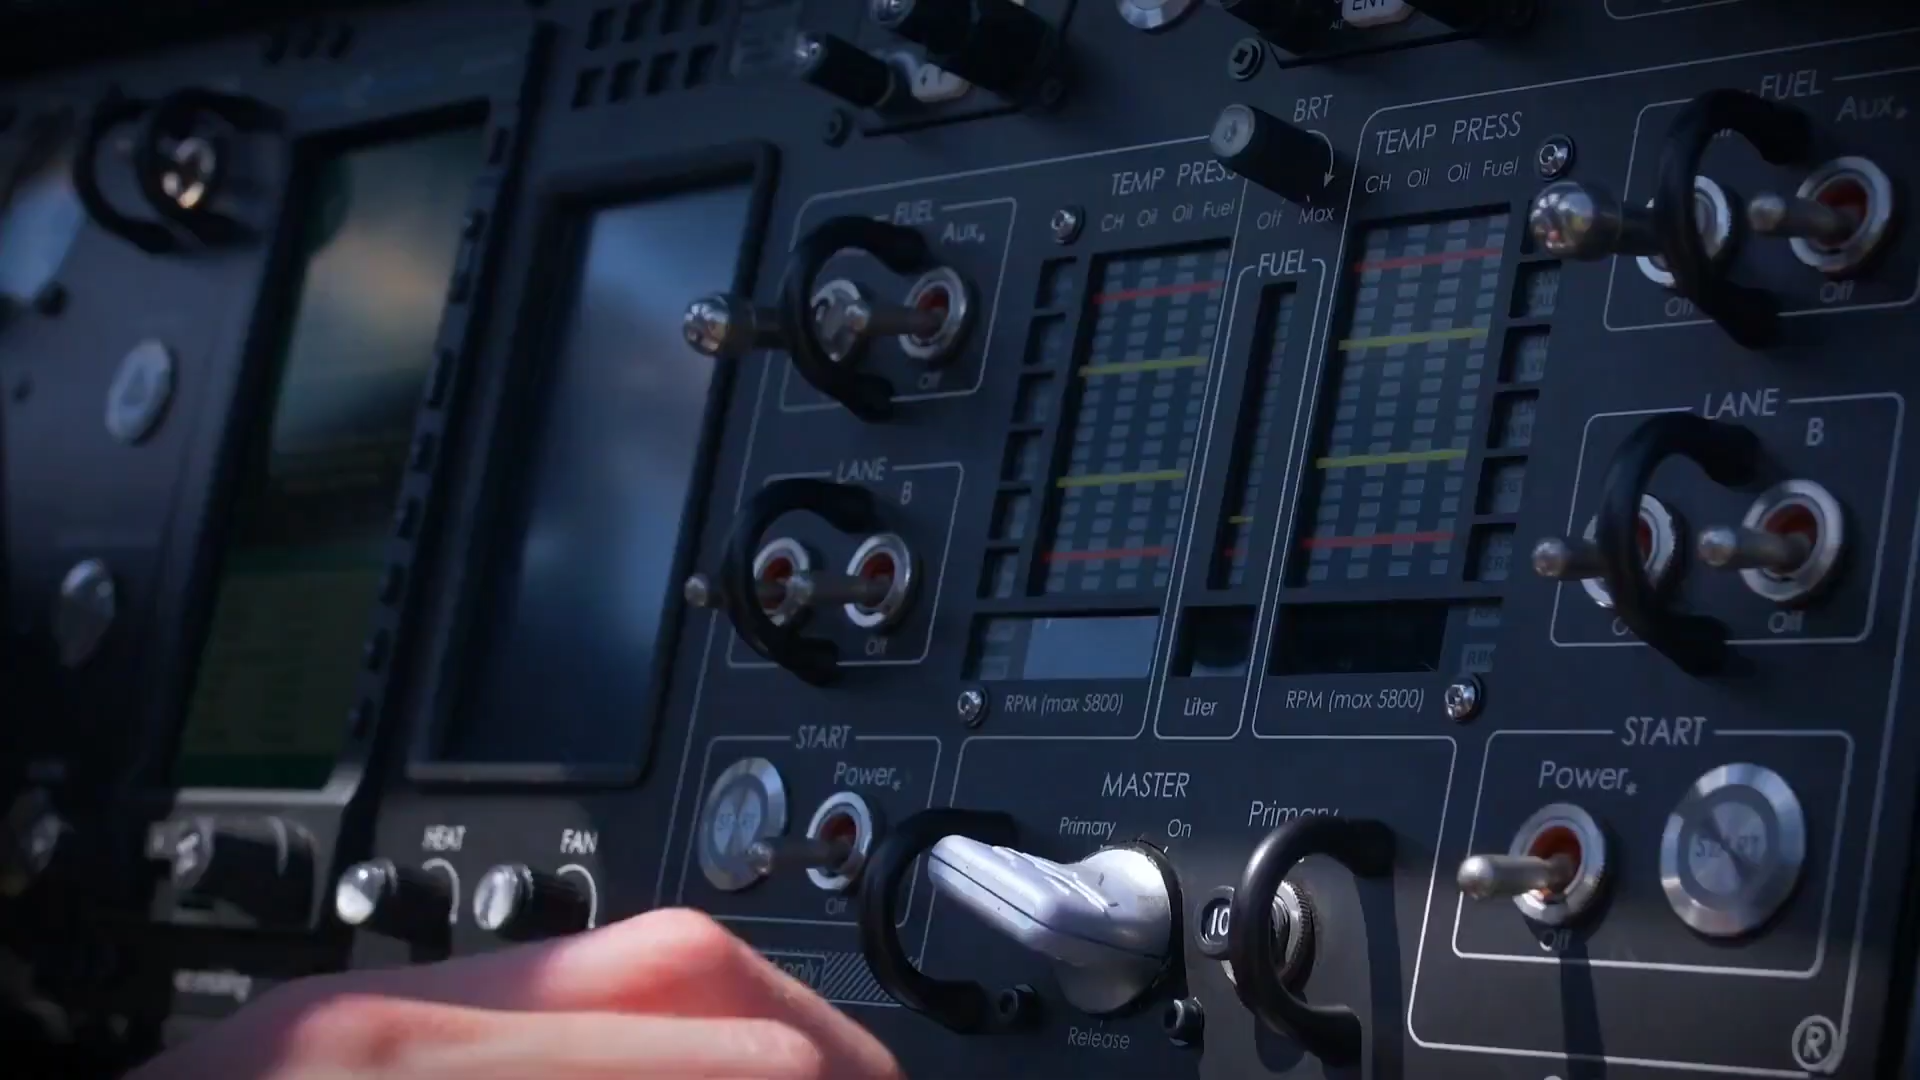 ENT
BRT
Off Max
FUEL
Aux.
Off
TEMP PRESS
CH Oil Oil Fuel
FUEL
TEMP PRESS
CH Oil Oil Fuel
FUEL
Aux.
Off
Off
LANE
B
Off
LANE
B
Off
RPM (max 5800)
Liter
RPM (max 5800)
RPM
START
Power
START
Off
MASTER
Primary
On
Primary
10
Release
START
Power
START
Off
HEAT
FAN
®